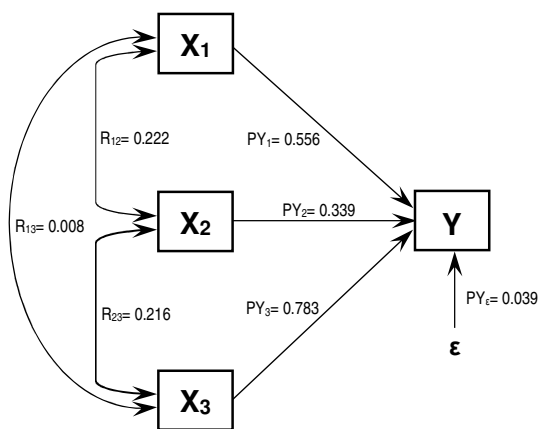 X₁
R₁₂= 0.222
PY₁= 0.556
R₁₃= 0.008
X₂
PY₂= 0.339
Y
R₂₃= 0.216
PY₃= 0.783
PYε= 0.039
ε
X₃